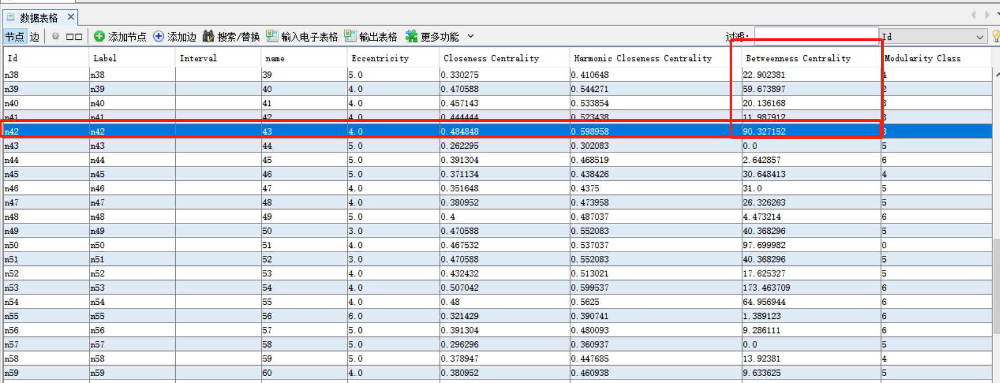 数据表格
节点 边 添加节点 添加边 搜索/替换 输入电子表格 输出表格 更多功能 过滤: Id
Id Label Interval name Eccentricity Closeness Centrality Harmonic Closeness Centrality Betweenness Centrality Modularity Class
n38 n38 39 5.0 0.330275 0.410648 22.902381 4
n39 n39 40 4.0 0.470588 0.544271 59.673897 2
n40 n40 41 4.0 0.457143 0.533854 20.136168 3
n41 n41 42 4.0 0.444444 0.523438 11.987912 3
n42 n42 43 4.0 0.484848 0.598958 90.327152 3
n43 n43 44 5.0 0.262295 0.302083 0.0 5
n44 n44 45 5.0 0.391304 0.468519 2.642857 6
n45 n45 46 5.0 0.371134 0.438426 30.648413 4
n46 n46 47 4.0 0.351648 0.4375 31.0 5
n47 n47 48 4.0 0.380952 0.473958 26.326263 5
n48 n48 49 5.0 0.4 0.487037 4.473214 6
n49 n49 50 3.0 0.470588 0.552083 40.368296 5
n50 n50 51 4.0 0.467532 0.537037 97.699982 0
n51 n51 52 3.0 0.470588 0.552083 40.368296 5
n52 n52 53 4.0 0.432432 0.513021 17.625327 5
n53 n53 54 4.0 0.507042 0.599537 173.463709 6
n54 n54 55 4.0 0.48 0.5625 64.956944 6
n55 n55 56 6.0 0.321429 0.390741 1.389123 6
n56 n56 57 5.0 0.391304 0.480093 9.286111 6
n57 n57 58 5.0 0.296296 0.360937 0.0 5
n58 n58 59 5.0 0.378947 0.447685 13.92381 4
n59 n59 60 4.0 0.380952 0.460938 9.633625 5